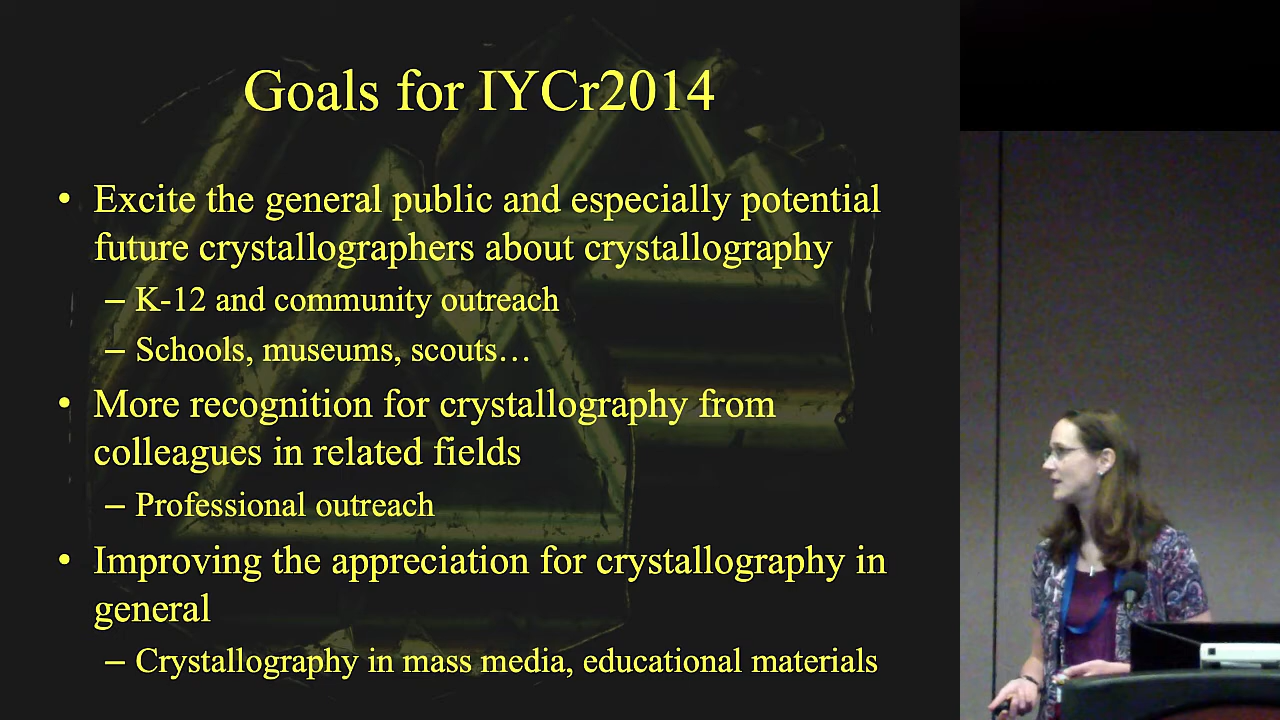 Goals for IYCr2014
• Excite the general public and especially potential
future crystallographers about crystallography
– K-12 and community outreach
– Schools, museums, scouts…
• More recognition for crystallography from
colleagues in related fields
– Professional outreach
• Improving the appreciation for crystallography in
general
– Crystallography in mass media, educational materials